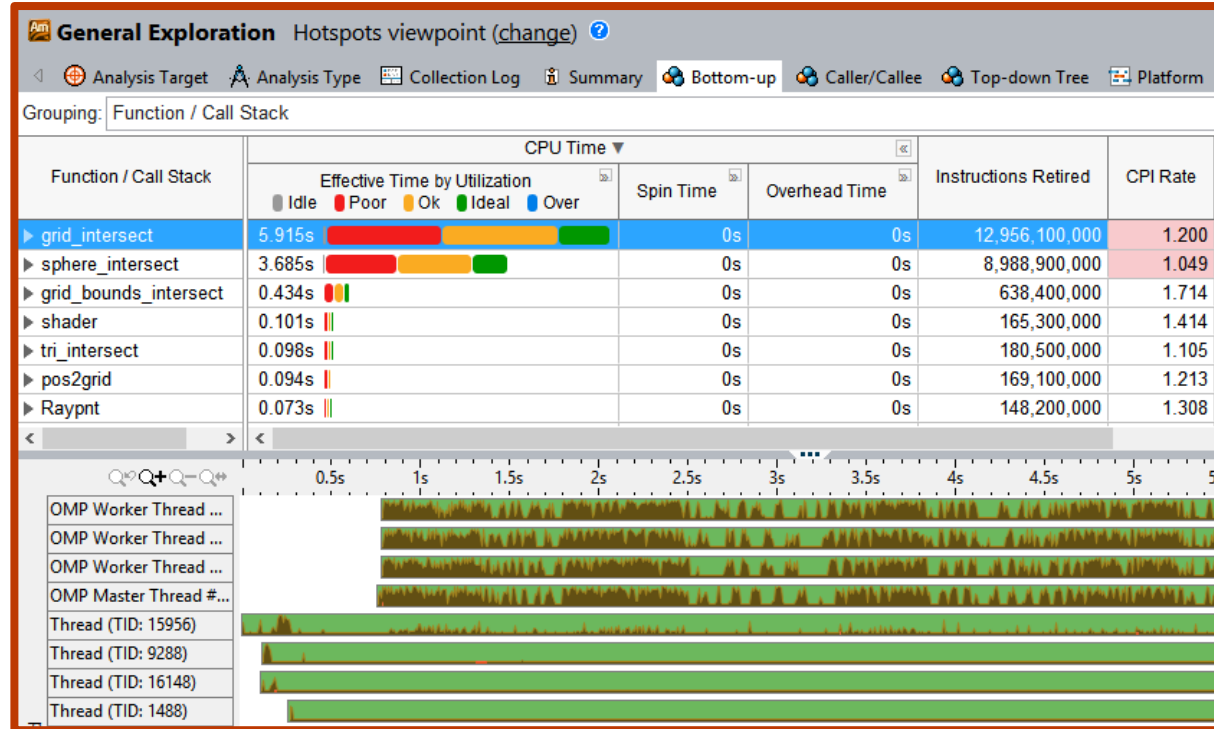 Am General Exploration Hotspots viewpoint (change) ?
Analysis Target Analysis Type Collection Log Summary Bottom-up Caller/Callee Top-down Tree Platform
Grouping: Function / Call Stack
Function / Call Stack CPU Time Instructions Retired CPI Rate
Effective Time by Utilization Spin Time Overhead Time
Idle Poor Ok Ideal Over
grid_intersect 5.915s 0s 0s 12,956,100,000 1.200
sphere_intersect 3.685s 0s 0s 8,988,900,000 1.049
grid_bounds_intersect 0.434s 0s 0s 638,400,000 1.714
shader 0.101s 0s 0s 165,300,000 1.414
tri_intersect 0.098s 0s 0s 180,500,000 1.105
pos2grid 0.094s 0s 0s 169,100,000 1.213
Raypnt 0.073s 0s 0s 148,200,000 1.308
0.5s 1s 1.5s 2s 2.5s 3s 3.5s 4s 4.5s 5s 5
OMP Worker Thread ...
OMP Worker Thread ...
OMP Worker Thread ...
OMP Master Thread #...
Thread (TID: 15956)
Thread (TID: 9288)
Thread (TID: 16148)
Thread (TID: 1488)